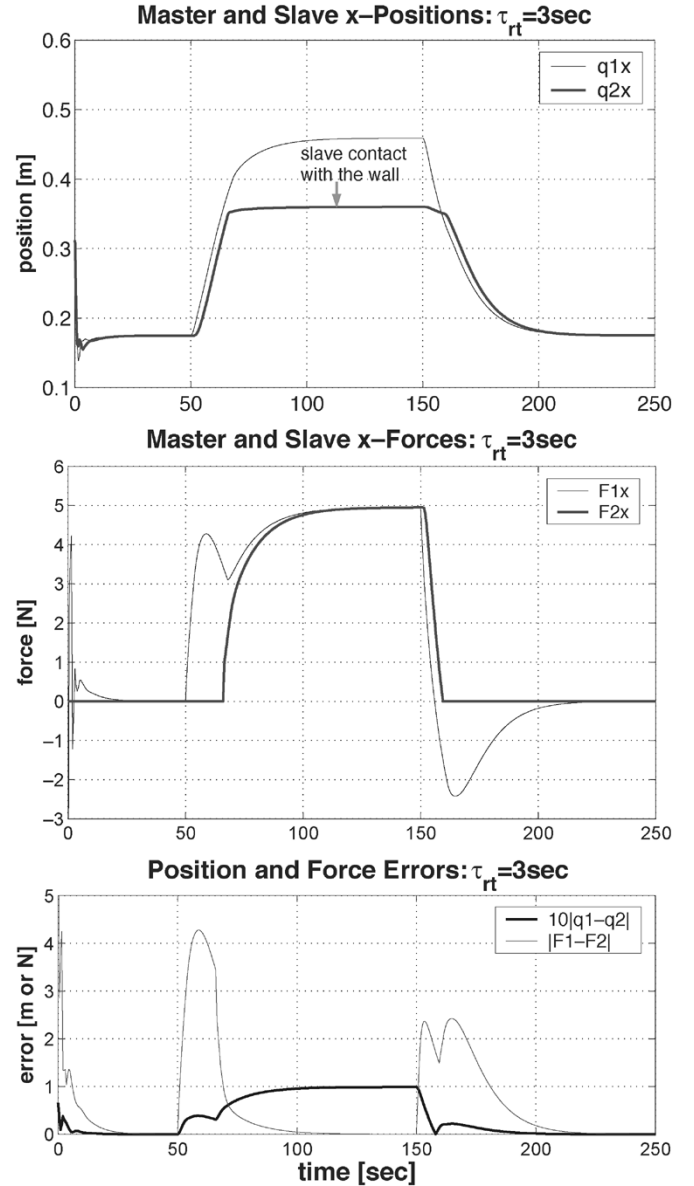 Master and Slave x–Positions: τrt=3sec
0.6
q1x
q2x
0.5
slave contact
with the wall
0.4
position [m]
0.3
0.2
0.1
0
50
100
150
200
250
Master and Slave x–Forces: τrt=3sec
6
F1x
F2x
5
4
3
force [N]
2
1
0
–1
–2
–3
0
50
100
150
200
250
Position and Force Errors: τrt=3sec
5
10|q1–q2|
|F1–F2|
4
3
error [m or N]
2
1
0
0
50
100
150
200
250
time [sec]